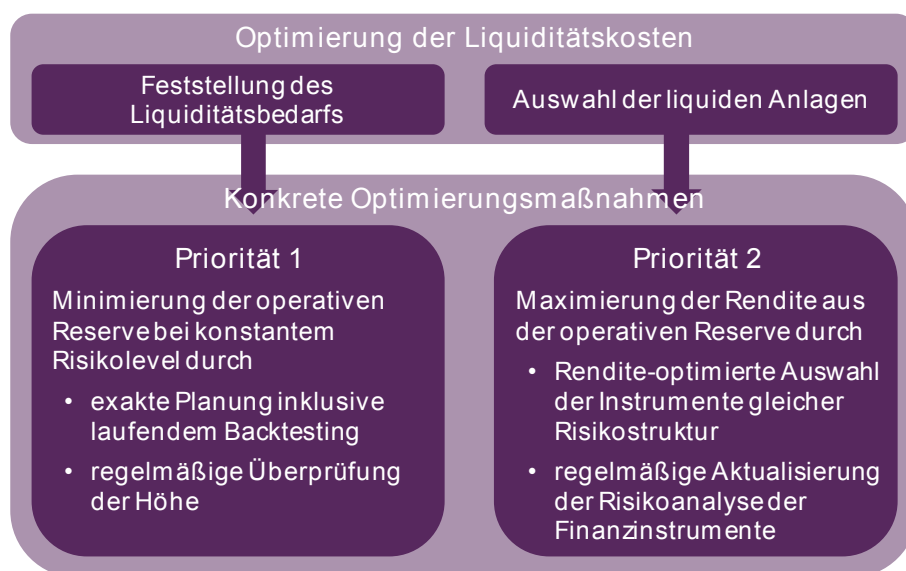 Optimierung der Liquiditätskosten
Feststellung des
Liquiditätsbedarfs
Auswahl der liquiden Anlagen
Konkrete Optimierungsmaßnahmen
Priorität 1
Minimierung der operativen
Reserve bei konstantem
Risikolevel durch
• exakte Planung inklusive
laufendem Backtesting
• regelmäßige Überprüfung
der Höhe
Priorität 2
Maximierung der Rendite aus
der operativen Reserve durch
• Rendite-optimierte Auswahl
der Instrumente gleicher
Risikostruktur
• regelmäßige Aktualisierung
der Risikoanalyse der
Finanzinstrumente